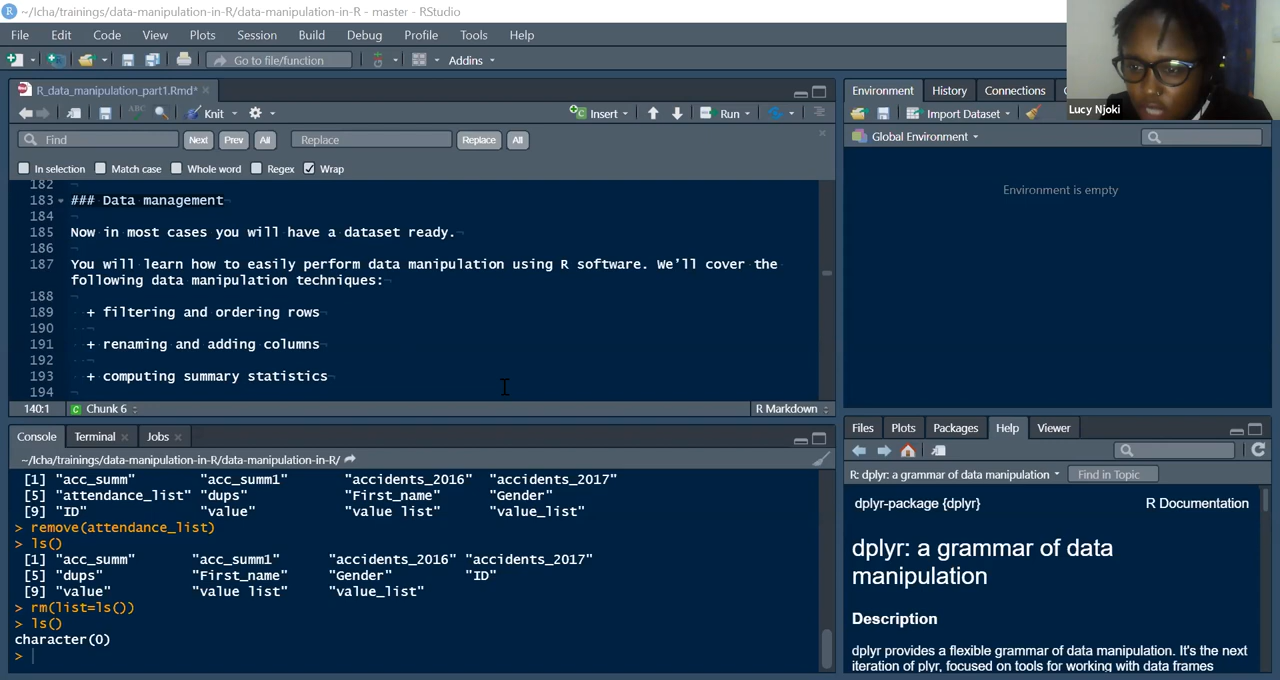 ~/Icha/trainings/data-manipulation-in-R/data-manipulation-in-R - master - RStudio
File Edit Code View Plots Session Build Debug Profile Tools Help
Go to file/function Addins
R_data_manipulation_part1.Rmd*
ABC Knit Insert Run
Find Next Prev All Replace Replace All
In selection Match case Whole word Regex Wrap
182
183 ### Data management
184
185 Now in most cases you will have a dataset ready.
186
187 You will learn how to easily perform data manipulation using R software. We’ll cover the
following data manipulation techniques:
188
189 + filtering and ordering rows
190
191 + renaming and adding columns
192
193 + computing summary statistics
194
140:1 Chunk 6 R Markdown
Console Terminal Jobs
~/Icha/trainings/data-manipulation-in-R/data-manipulation-in-R/
[1] "acc_summ" "acc_summ1" "accidents_2016" "accidents_2017"
[5] "attendance_list" "dups" "First_name" "Gender"
[9] "ID" "value" "value list" "value_list"
> remove(attendance_list)
> ls()
[1] "acc_summ" "acc_summ1" "accidents_2016" "accidents_2017"
[5] "dups" "First_name" "Gender" "ID"
[9] "value" "value list" "value_list"
> rm(list=ls())
> ls()
character(0)
>
Lucy Njoki
Environment History Connections
Import Dataset
Global Environment
Environment is empty
Files Plots Packages Help Viewer
R: dplyr: a grammar of data manipulation Find in Topic
dplyr-package {dplyr} R Documentation
dplyr: a grammar of data
manipulation
Description
dplyr provides a flexible grammar of data manipulation. It's the next
iteration of plyr, focused on tools for working with data frames